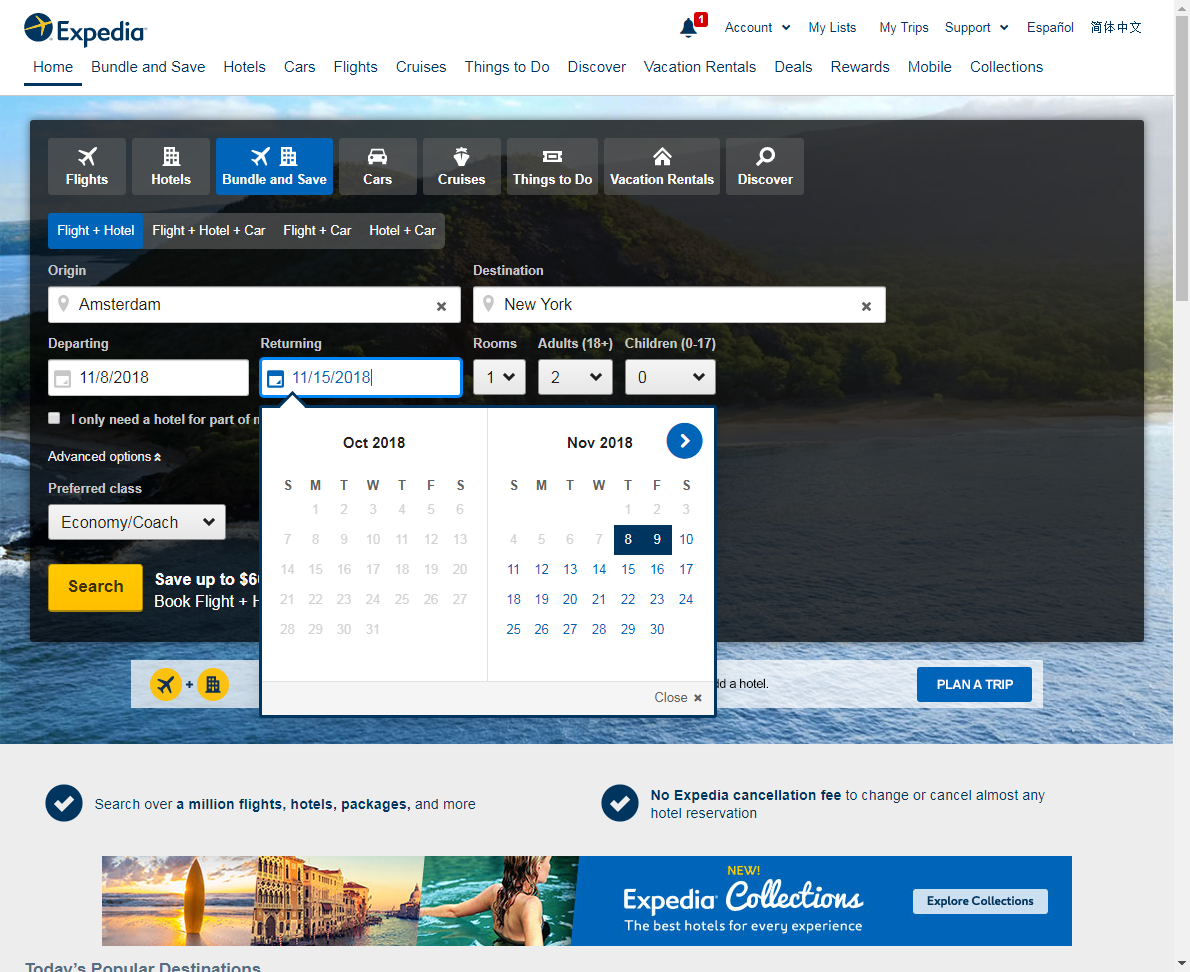 Expedia
1
Account
My Lists
My Trips
Support
Español
简体中文
Home
Bundle and Save
Hotels
Cars
Flights
Cruises
Things to Do
Discover
Vacation Rentals
Deals
Rewards
Mobile
Collections
Flights
Hotels
Bundle and Save
Cars
Cruises
Things to Do
Vacation Rentals
Discover
Flight + Hotel
Flight + Hotel + Car
Flight + Car
Hotel + Car
Origin
Destination
Amsterdam
New York
Departing
Returning
Rooms
Adults (18+)
Children (0-17)
11/8/2018
11/15/2018
1
2
0
I only need a hotel for part of
Advanced options
Preferred class
Economy/Coach
Search
Save up to
Book Flight +
Oct 2018
S M T W T F S
1 2 3 4 5 6
7 8 9 10 11 12 13
14 15 16 17 18 19 20
21 22 23 24 25 26 27
28 29 30 31
Nov 2018
S M T W T F S
1 2 3
4 5 6 7 8 9 10
11 12 13 14 15 16 17
18 19 20 21 22 23 24
25 26 27 28 29 30
Close ×
+
a hotel.
PLAN A TRIP
Search over a million flights, hotels, packages, and more
No Expedia cancellation fee to change or cancel almost any
hotel reservation
NEW!
Expedia Collections
The best hotels for every experience
Explore Collections
Today's Popular Destinations